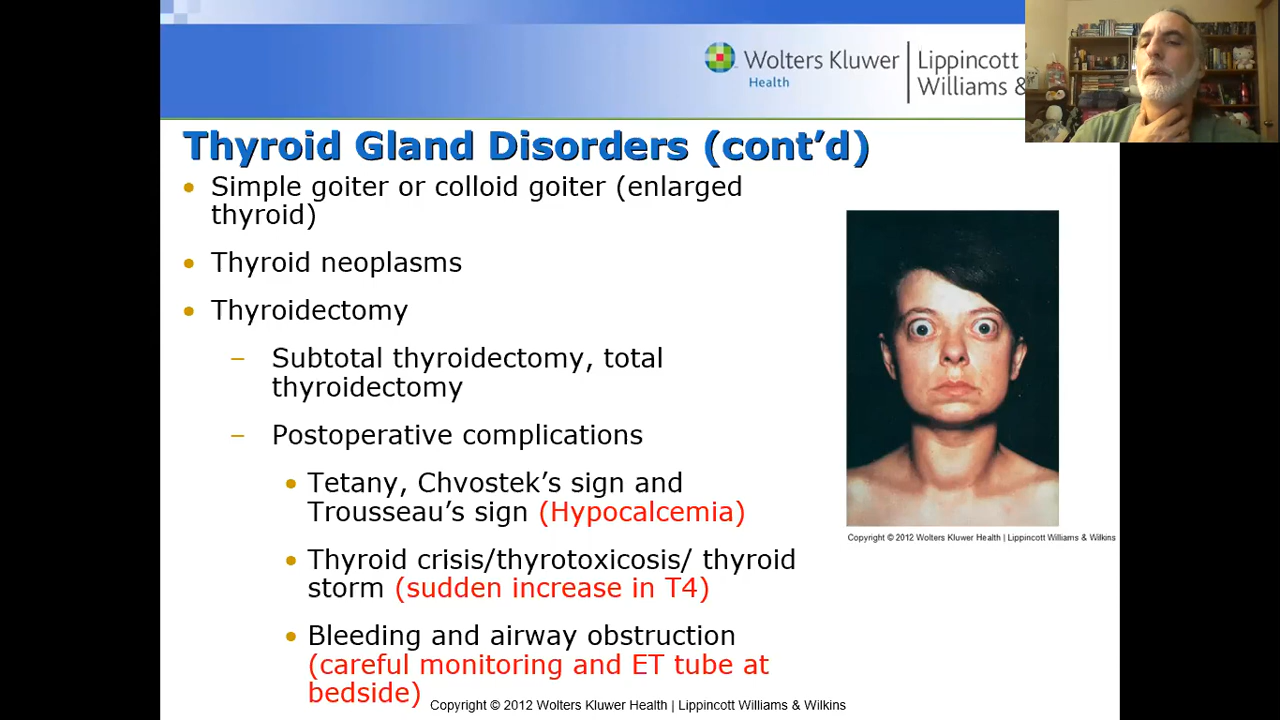 Wolters Kluwer
Health
Lippincott
Williams &
Thyroid Gland Disorders (cont’d)
• Simple goiter or colloid goiter (enlarged
thyroid)
• Thyroid neoplasms
• Thyroidectomy
– Subtotal thyroidectomy, total
thyroidectomy
– Postoperative complications
• Tetany, Chvostek’s sign and
Trousseau’s sign (Hypocalcemia)
• Thyroid crisis/thyrotoxicosis/ thyroid
storm (sudden increase in T4)
• Bleeding and airway obstruction
(careful monitoring and ET tube at
bedside)
Copyright © 2012 Wolters Kluwer Health | Lippincott Williams & Wilkins
Copyright © 2012 Wolters Kluwer Health | Lippincott Williams & Wilkins